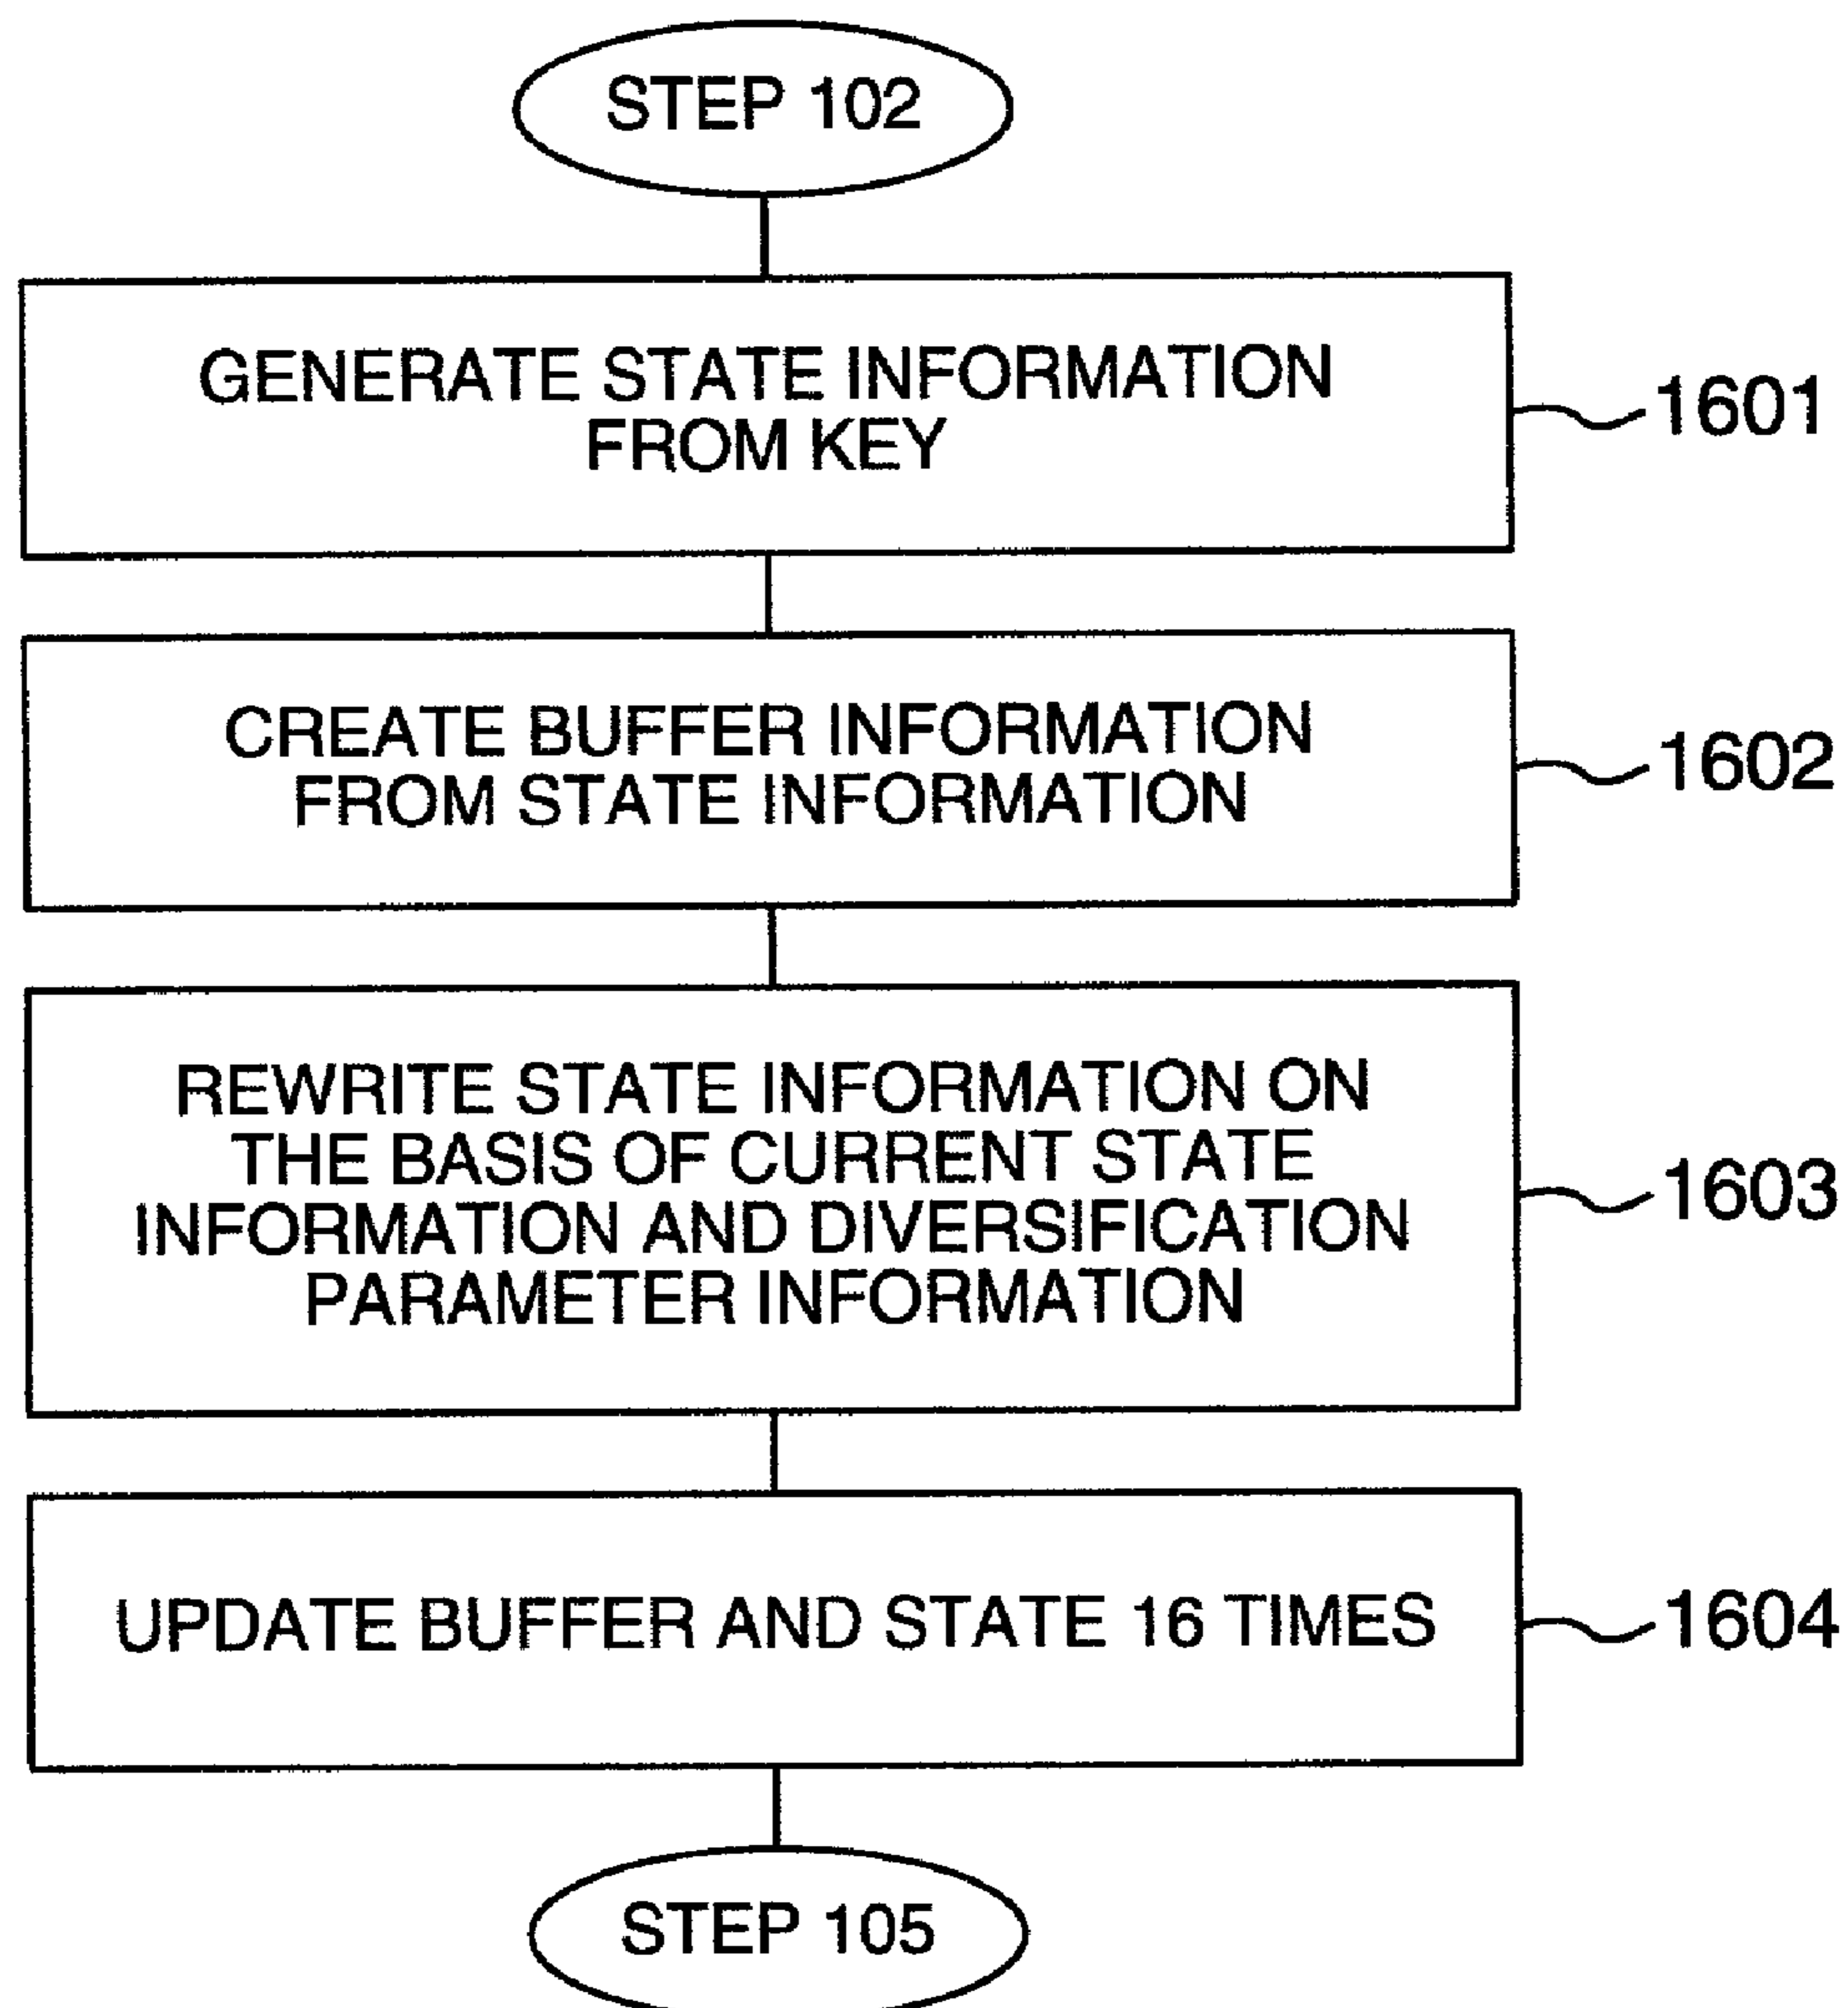 STEP 102
GENERATE STATE INFORMATION
FROM KEY
1601
CREATE BUFFER INFORMATION
FROM STATE INFORMATION
1602
REWRITE STATE INFORMATION ON
THE BASIS OF CURRENT STATE
INFORMATION AND DIVERSIFICATION
PARAMETER INFORMATION
1603
UPDATE BUFFER AND STATE 16 TIMES
1604
STEP 105